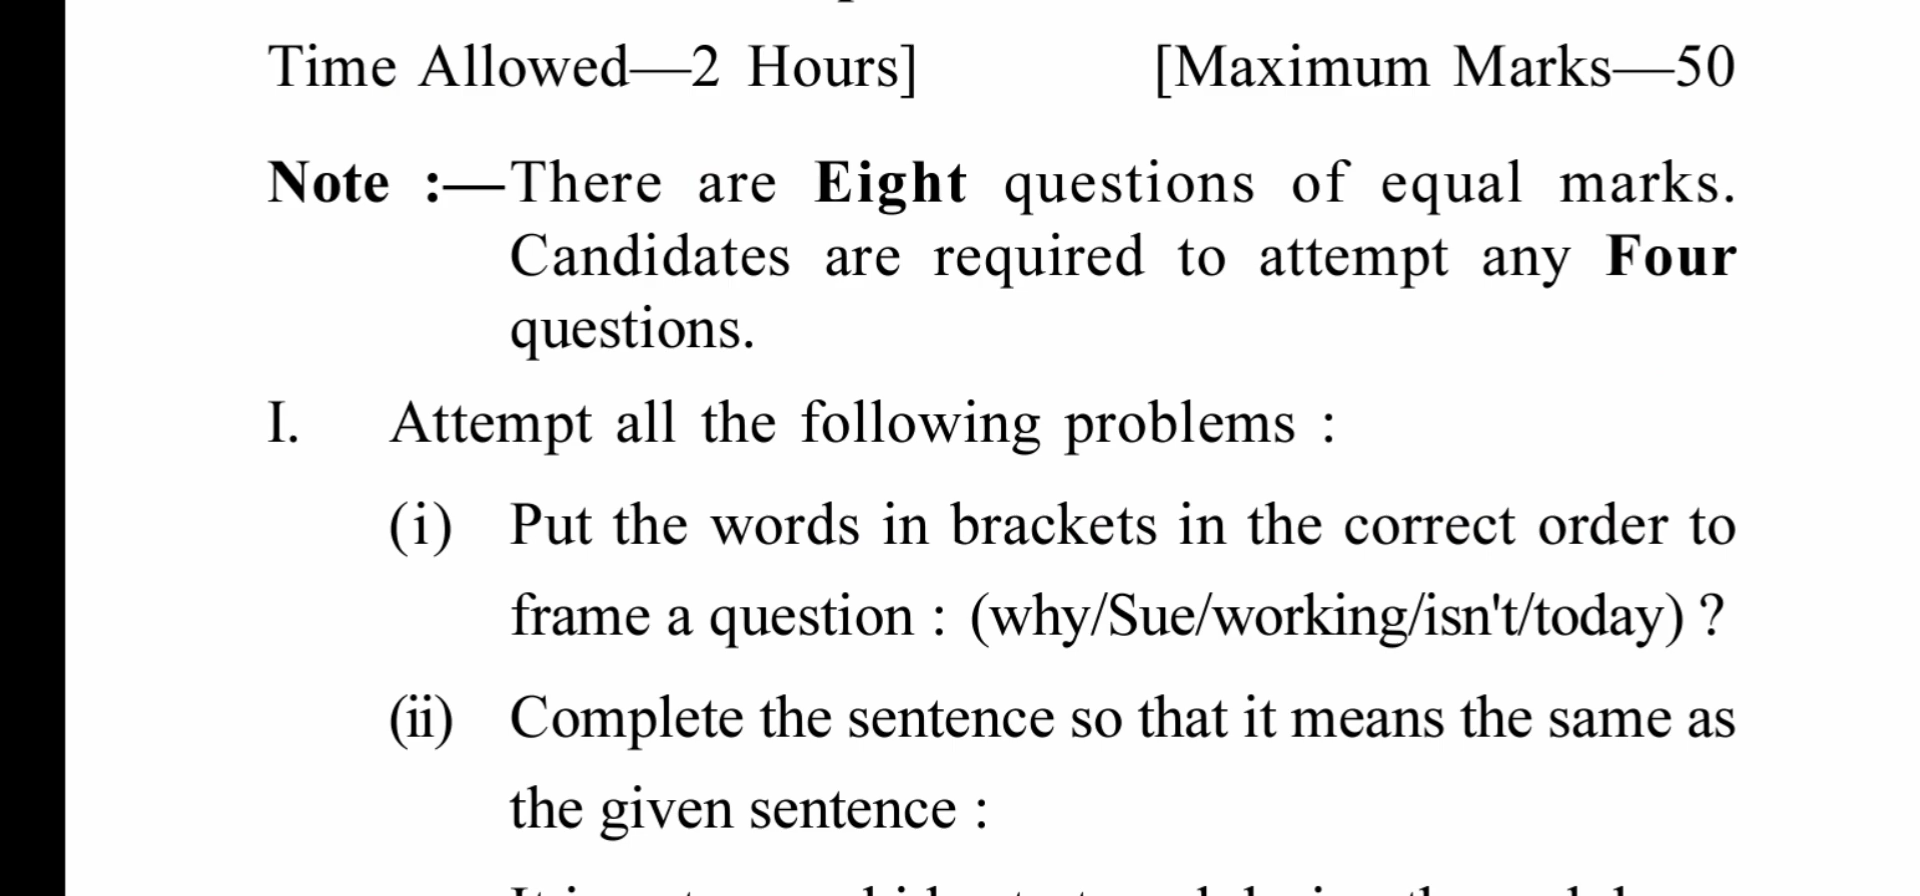 Time Allowed—2 Hours] [Maximum Marks—50
Note :—There are Eight questions of equal marks.
Candidates are required to attempt any Four
questions.
I. Attempt all the following problems :
(i) Put the words in brackets in the correct order to
frame a question : (why/Sue/working/isn't/today) ?
(ii) Complete the sentence so that it means the same as
the given sentence :